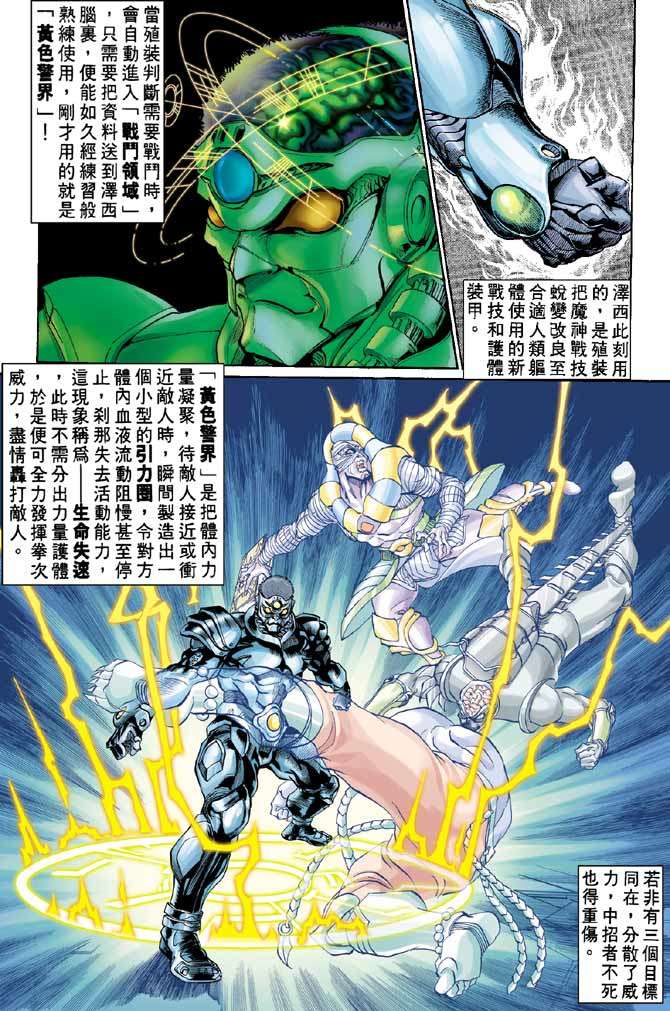 澤西此刻用
的，是殖裝
把魔神戰技
蛻變改良至
合適人類軀
體使用的新
戰技和護體
裝甲。
當殖裝判斷需要戰鬥時，
會自動進入「戰鬥領域」
，只需要把資料送到澤西
腦裏，便能如久經練習般
熟練使用，剛才用的就是
「黃色警界」！
「黃色警界」是把體內力
量凝聚，待敵人接近或衝
近敵人時，瞬間製造出一
個小型的引力圈，令對方
體內血液流動阻慢甚至停
止，剎那失去活動能力，
這現象稱爲——生命失速
，此時不需分出力量護體
，於是便可全力發揮拳次
威力，盡情轟打敵人。
若非有三個目標
同在，分散了威
力，中招者不死
也得重傷。